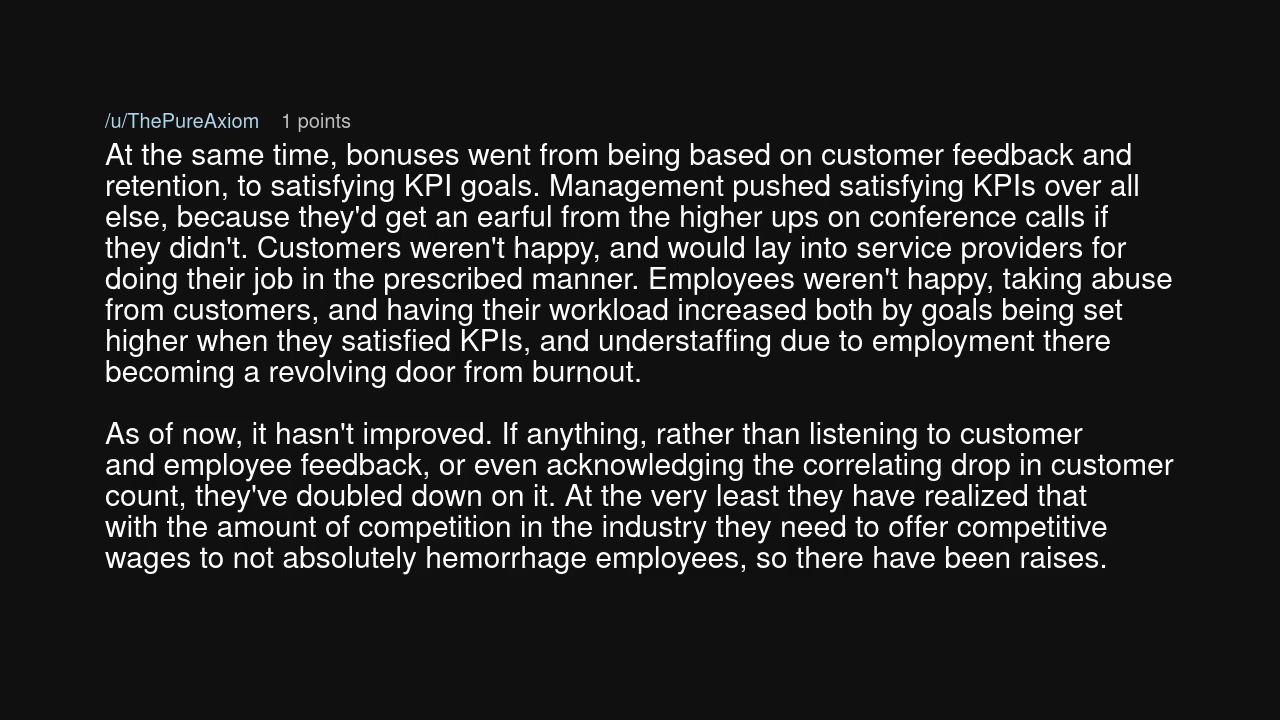 /u/ThePureAxiom 1 points
At the same time, bonuses went from being based on customer feedback and
retention, to satisfying KPI goals. Management pushed satisfying KPIs over all
else, because they'd get an earful from the higher ups on conference calls if
they didn't. Customers weren't happy, and would lay into service providers for
doing their job in the prescribed manner. Employees weren't happy, taking abuse
from customers, and having their workload increased both by goals being set
higher when they satisfied KPIs, and understaffing due to employment there
becoming a revolving door from burnout.
As of now, it hasn't improved. If anything, rather than listening to customer
and employee feedback, or even acknowledging the correlating drop in customer
count, they've doubled down on it. At the very least they have realized that
with the amount of competition in the industry they need to offer competitive
wages to not absolutely hemorrhage employees, so there have been raises.